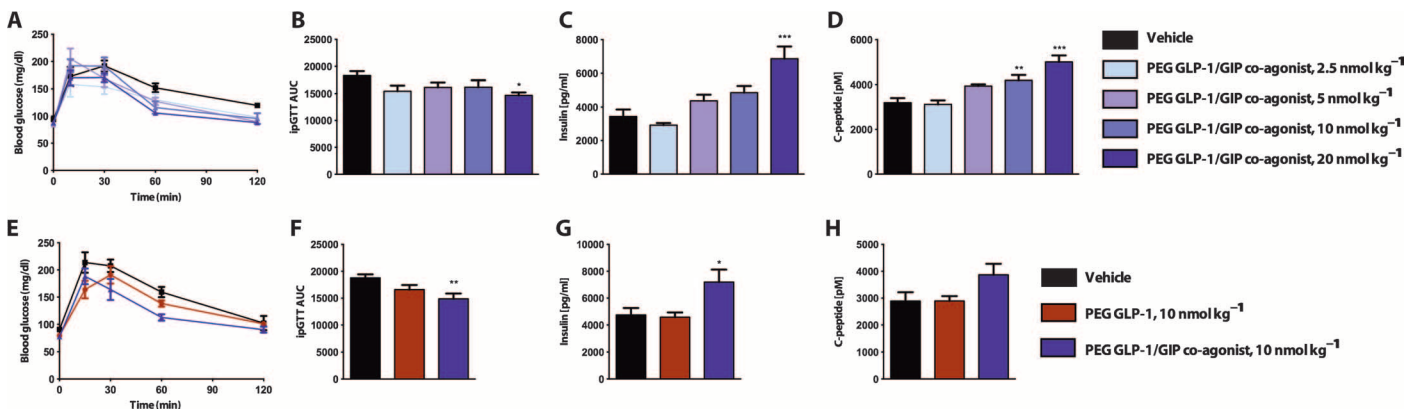 A
Blood glucose (mg/dl)
250
200
150
100
50
0
0 30 60 90 120
Time (min)
B
ipGTT AUC
25000
20000
15000
10000
5000
0
*
C
Insulin [pg/ml]
8000
6000
4000
2000
0
***
D
C-peptide [pM]
6000
4000
2000
0
**
***
Vehicle
PEG GLP-1/GIP co-agonist, 2.5 nmol kg−1
PEG GLP-1/GIP co-agonist, 5 nmol kg−1
PEG GLP-1/GIP co-agonist, 10 nmol kg−1
PEG GLP-1/GIP co-agonist, 20 nmol kg−1
E
Blood glucose (mg/dl)
250
200
150
100
50
0
0 30 60 90 120
Time (min)
F
ipGTT AUC
25000
20000
15000
10000
5000
0
**
G
Insulin [pg/ml]
10000
8000
6000
4000
2000
0
*
H
C-peptide [pM]
5000
4000
3000
2000
1000
0
Vehicle
PEG GLP-1, 10 nmol kg−1
PEG GLP-1/GIP co-agonist, 10 nmol kg−1